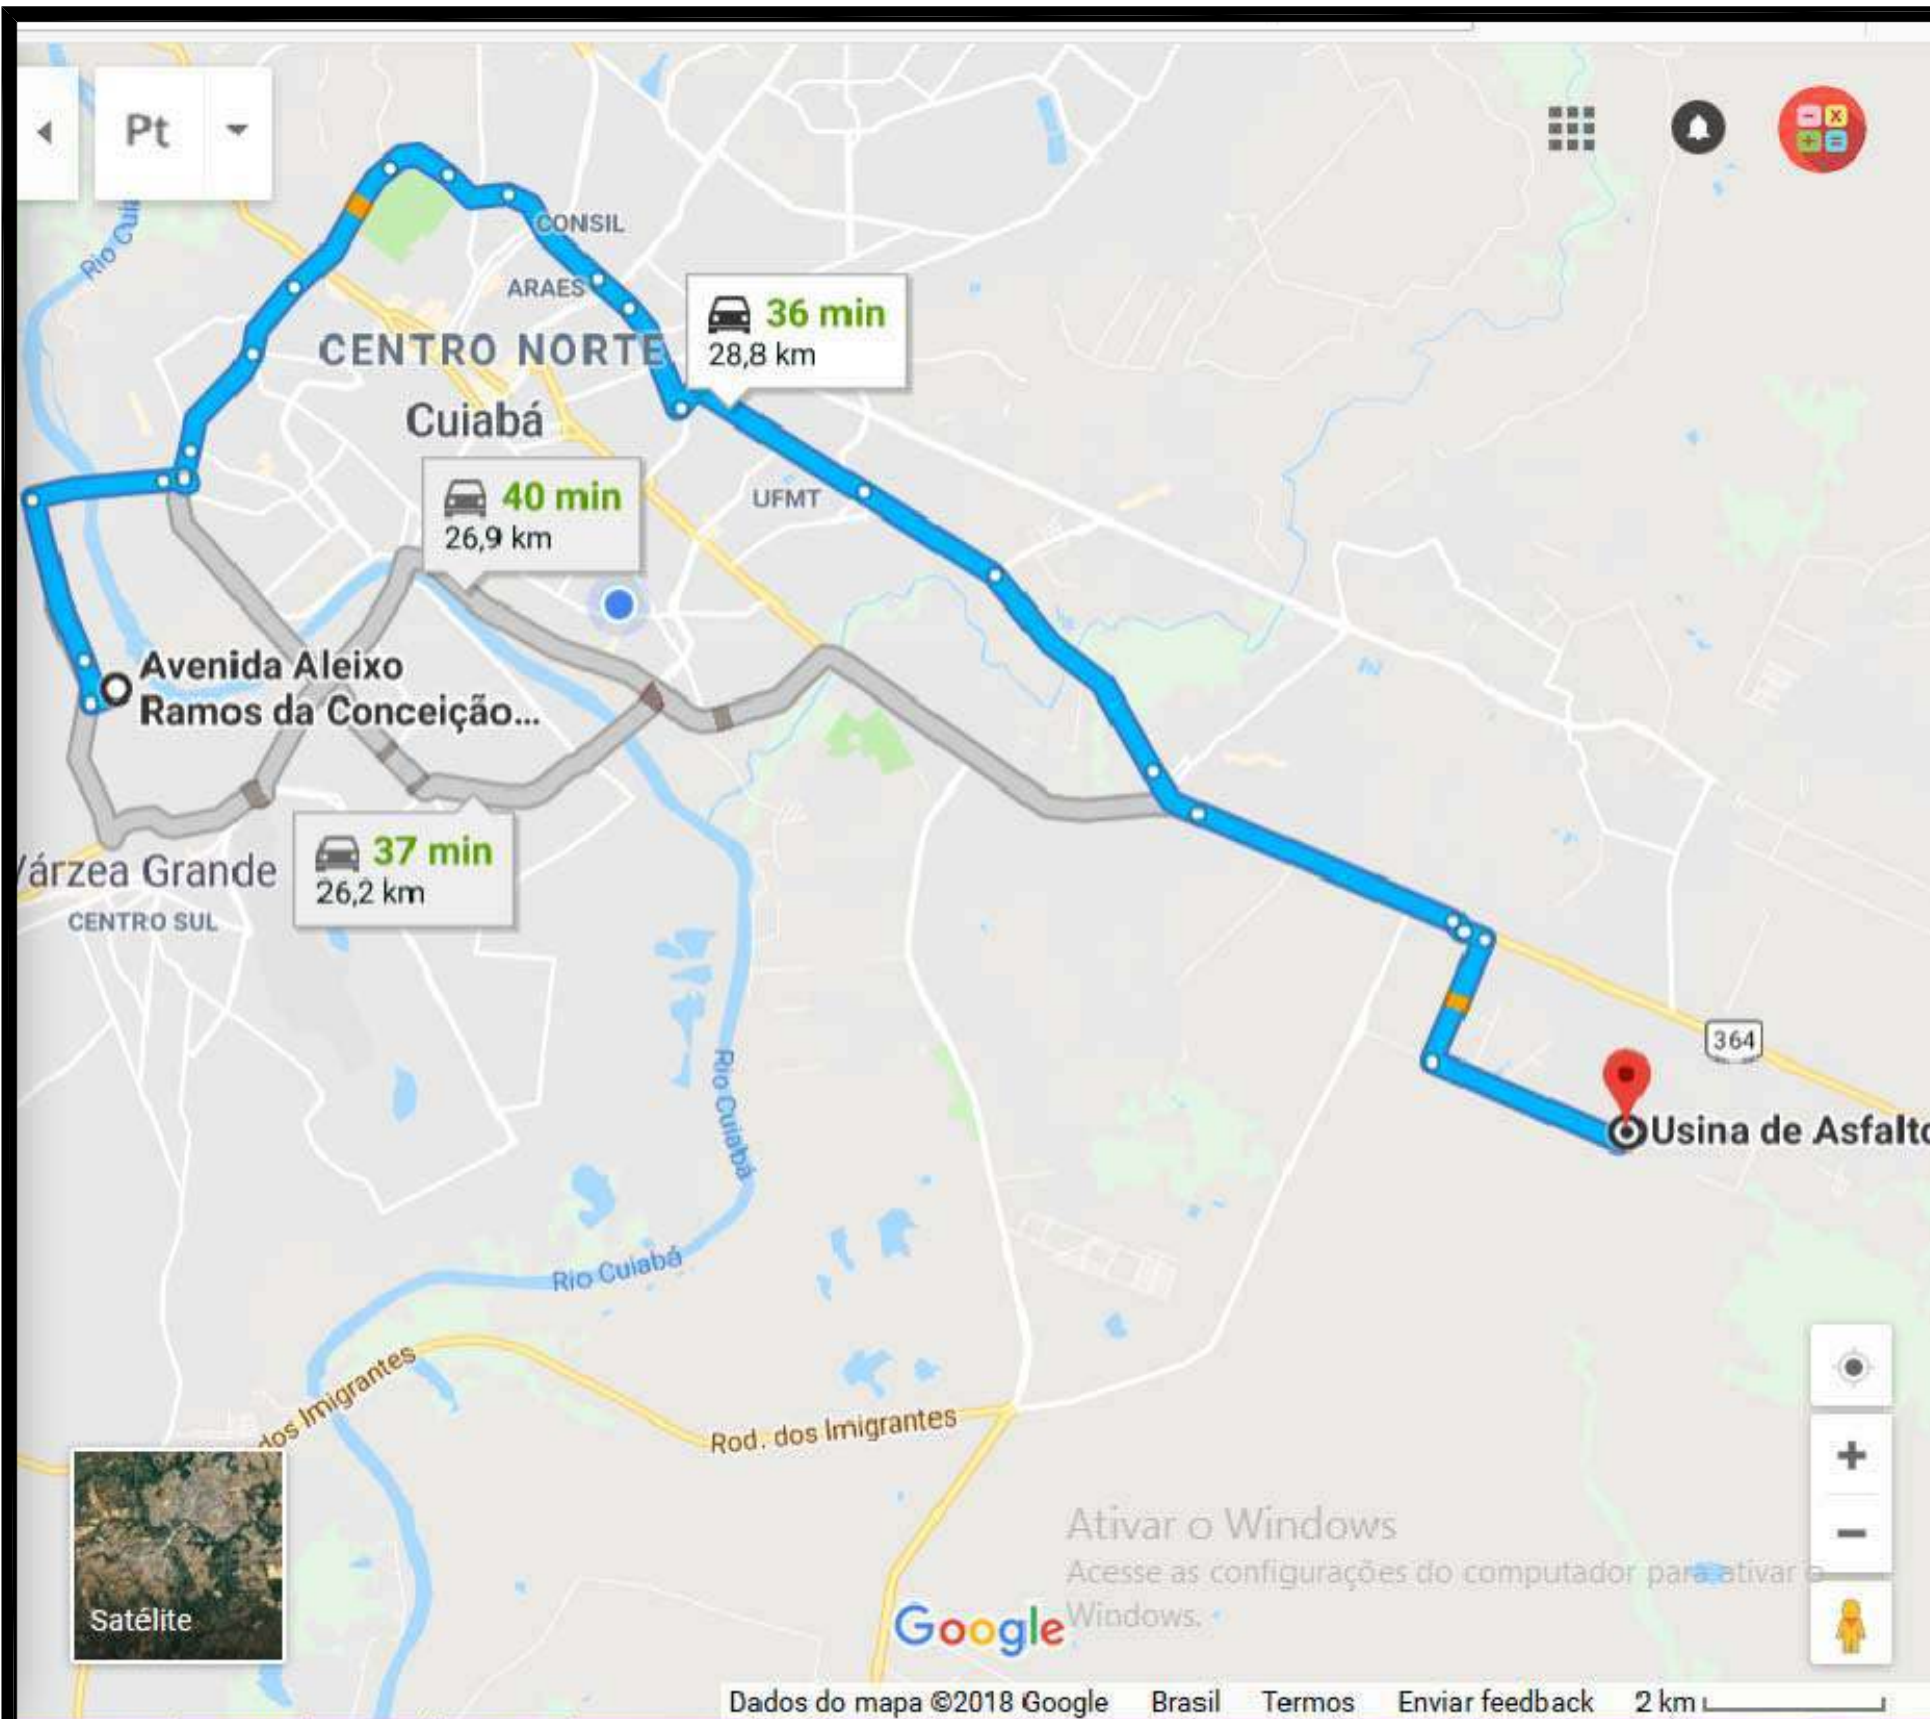 Pt
Rio Cuia
CONSIL
ARAES
36 min
28,8 km
CENTRO NORTE
Cuiabá
40 min
26,9 km
UFMT
Avenida Aleixo
Ramos da Conceição...
37 min
26,2 km
Várzea Grande
CENTRO SUL
364
Usina de Asfalto
Rio Cuiabá
Rio Cuiabá
dos Imigrantes
Rod. dos Imigrantes
Satélite
Ativar o Windows
Acesse as configurações do computador para ativar o
Windows.
Google
Dados do mapa ©2018 Google Brasil Termos Enviar feedback 2 km